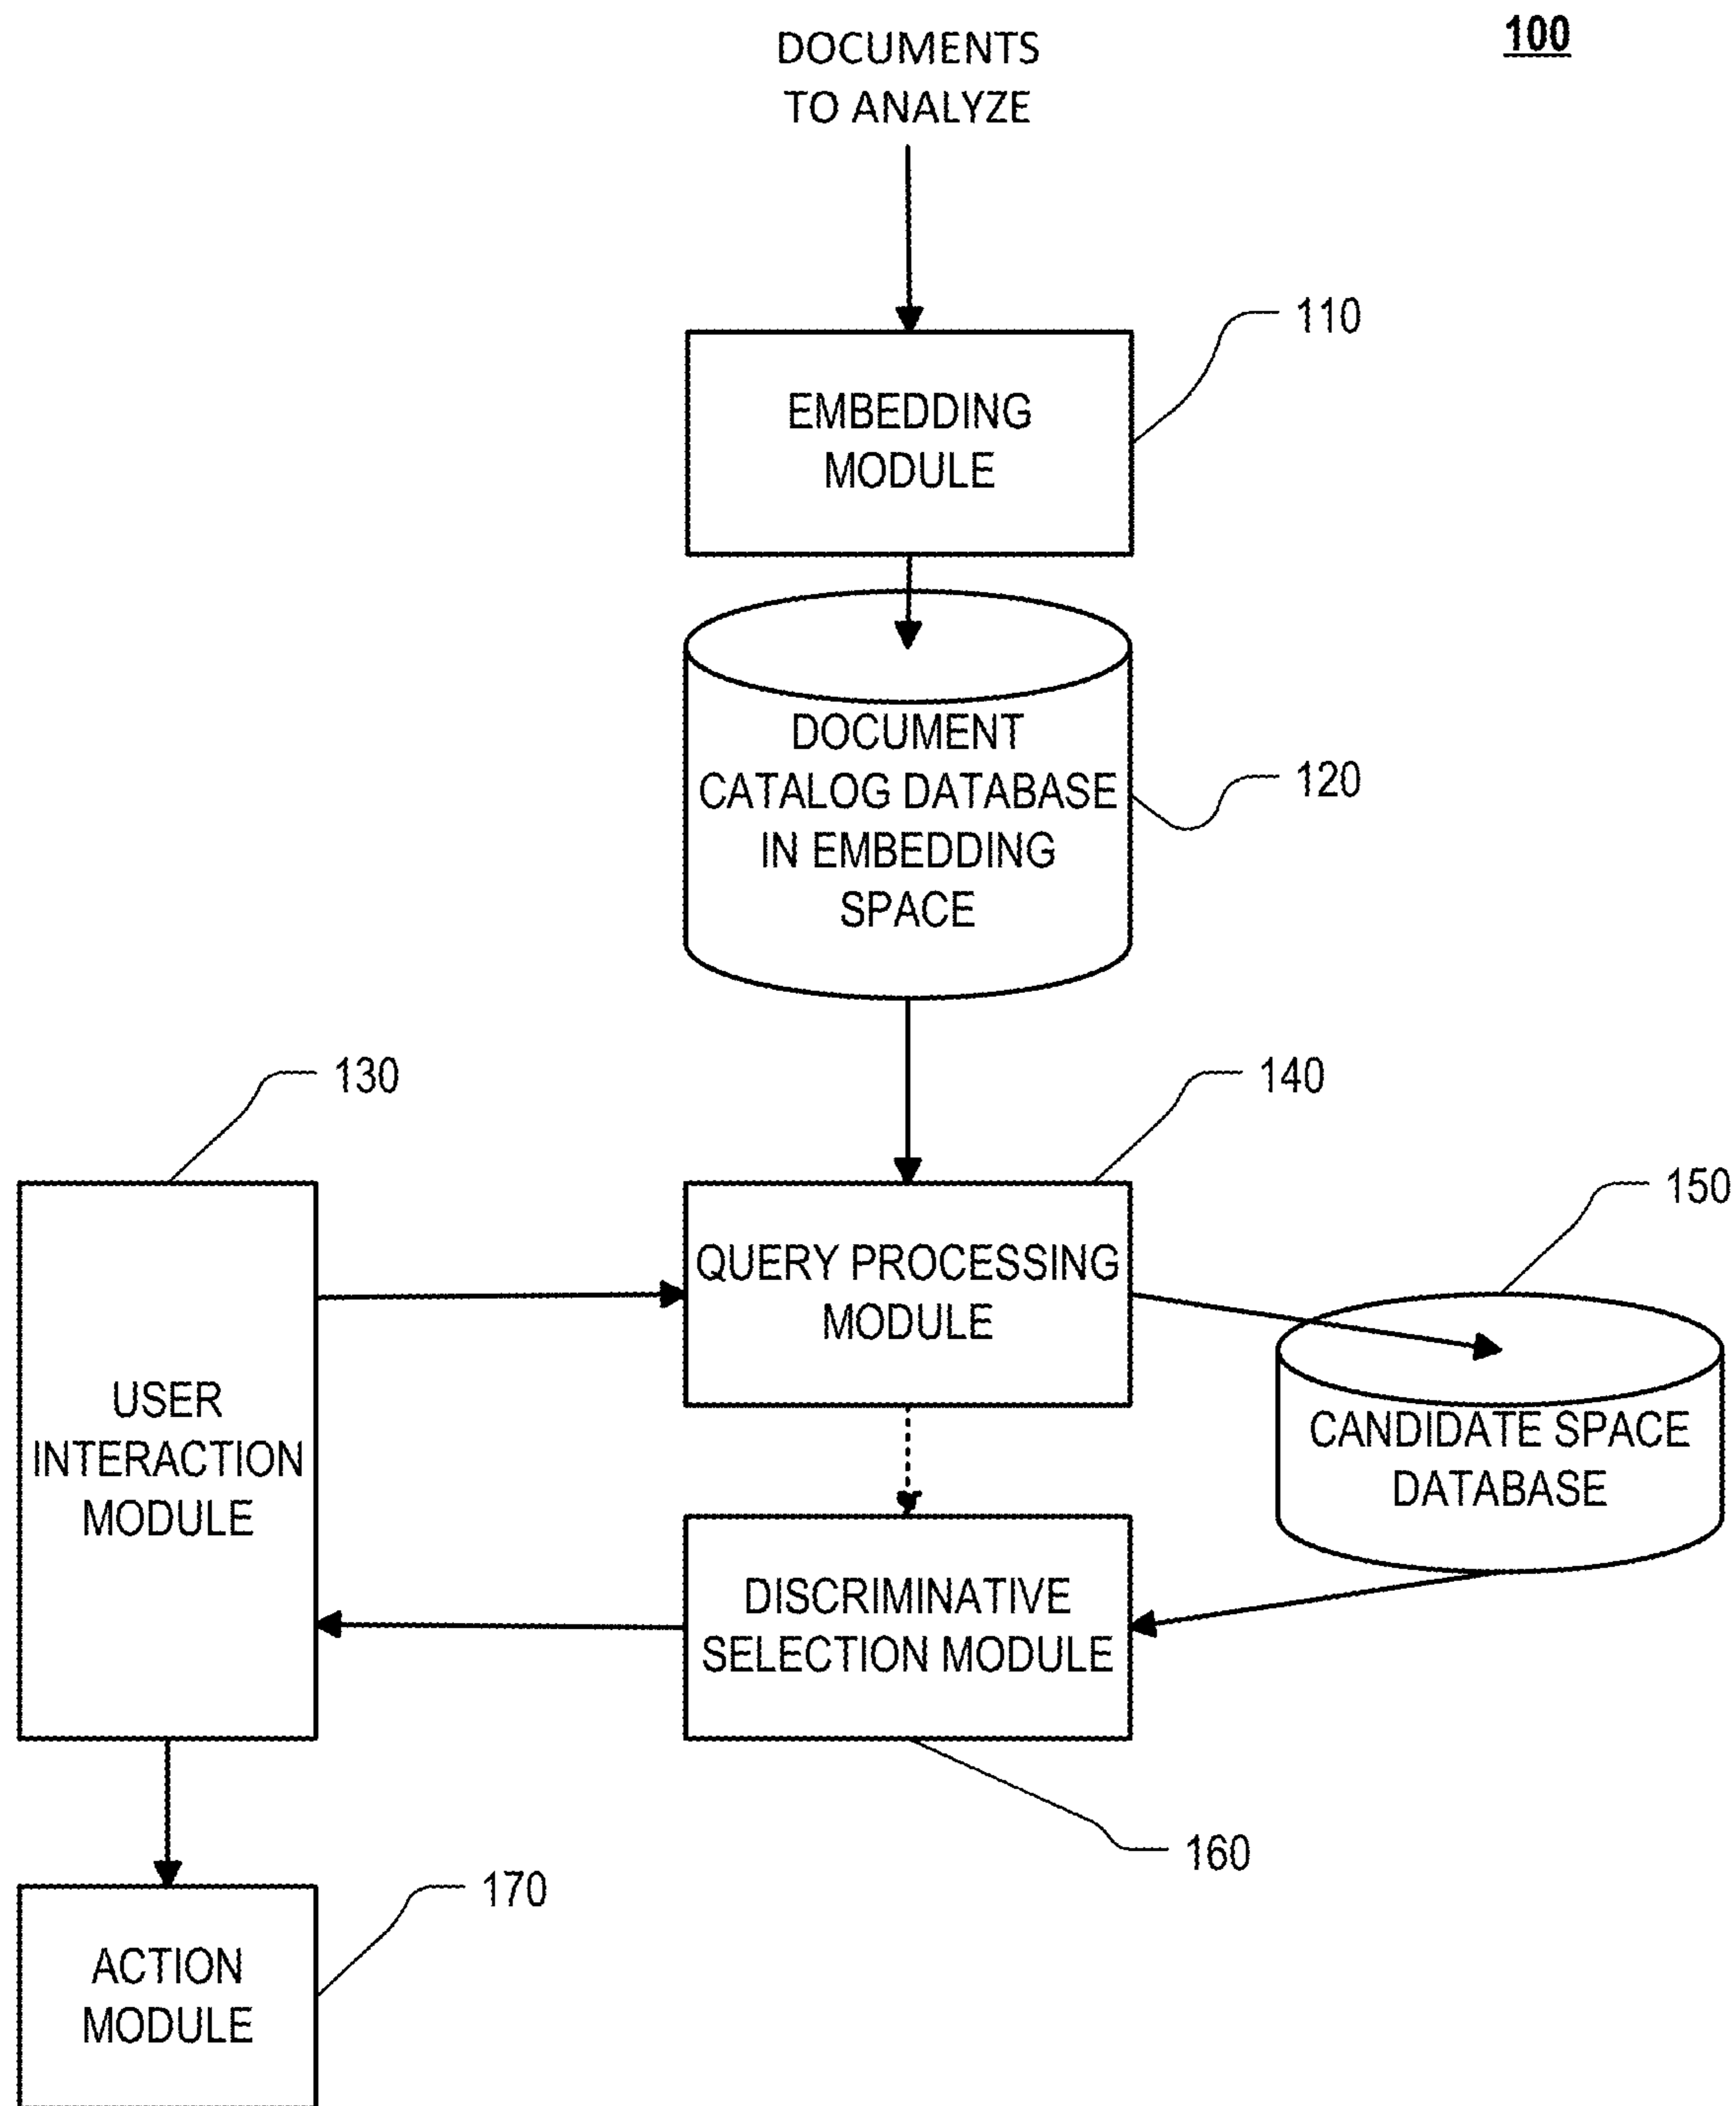 100
DOCUMENTS
TO ANALYZE
110
EMBEDDING
MODULE
DOCUMENT
CATALOG DATABASE
IN EMBEDDING
SPACE
120
130
140
150
QUERY PROCESSING
MODULE
USER
INTERACTION
MODULE
CANDIDATE SPACE
DATABASE
DISCRIMINATIVE
SELECTION MODULE
160
170
ACTION
MODULE